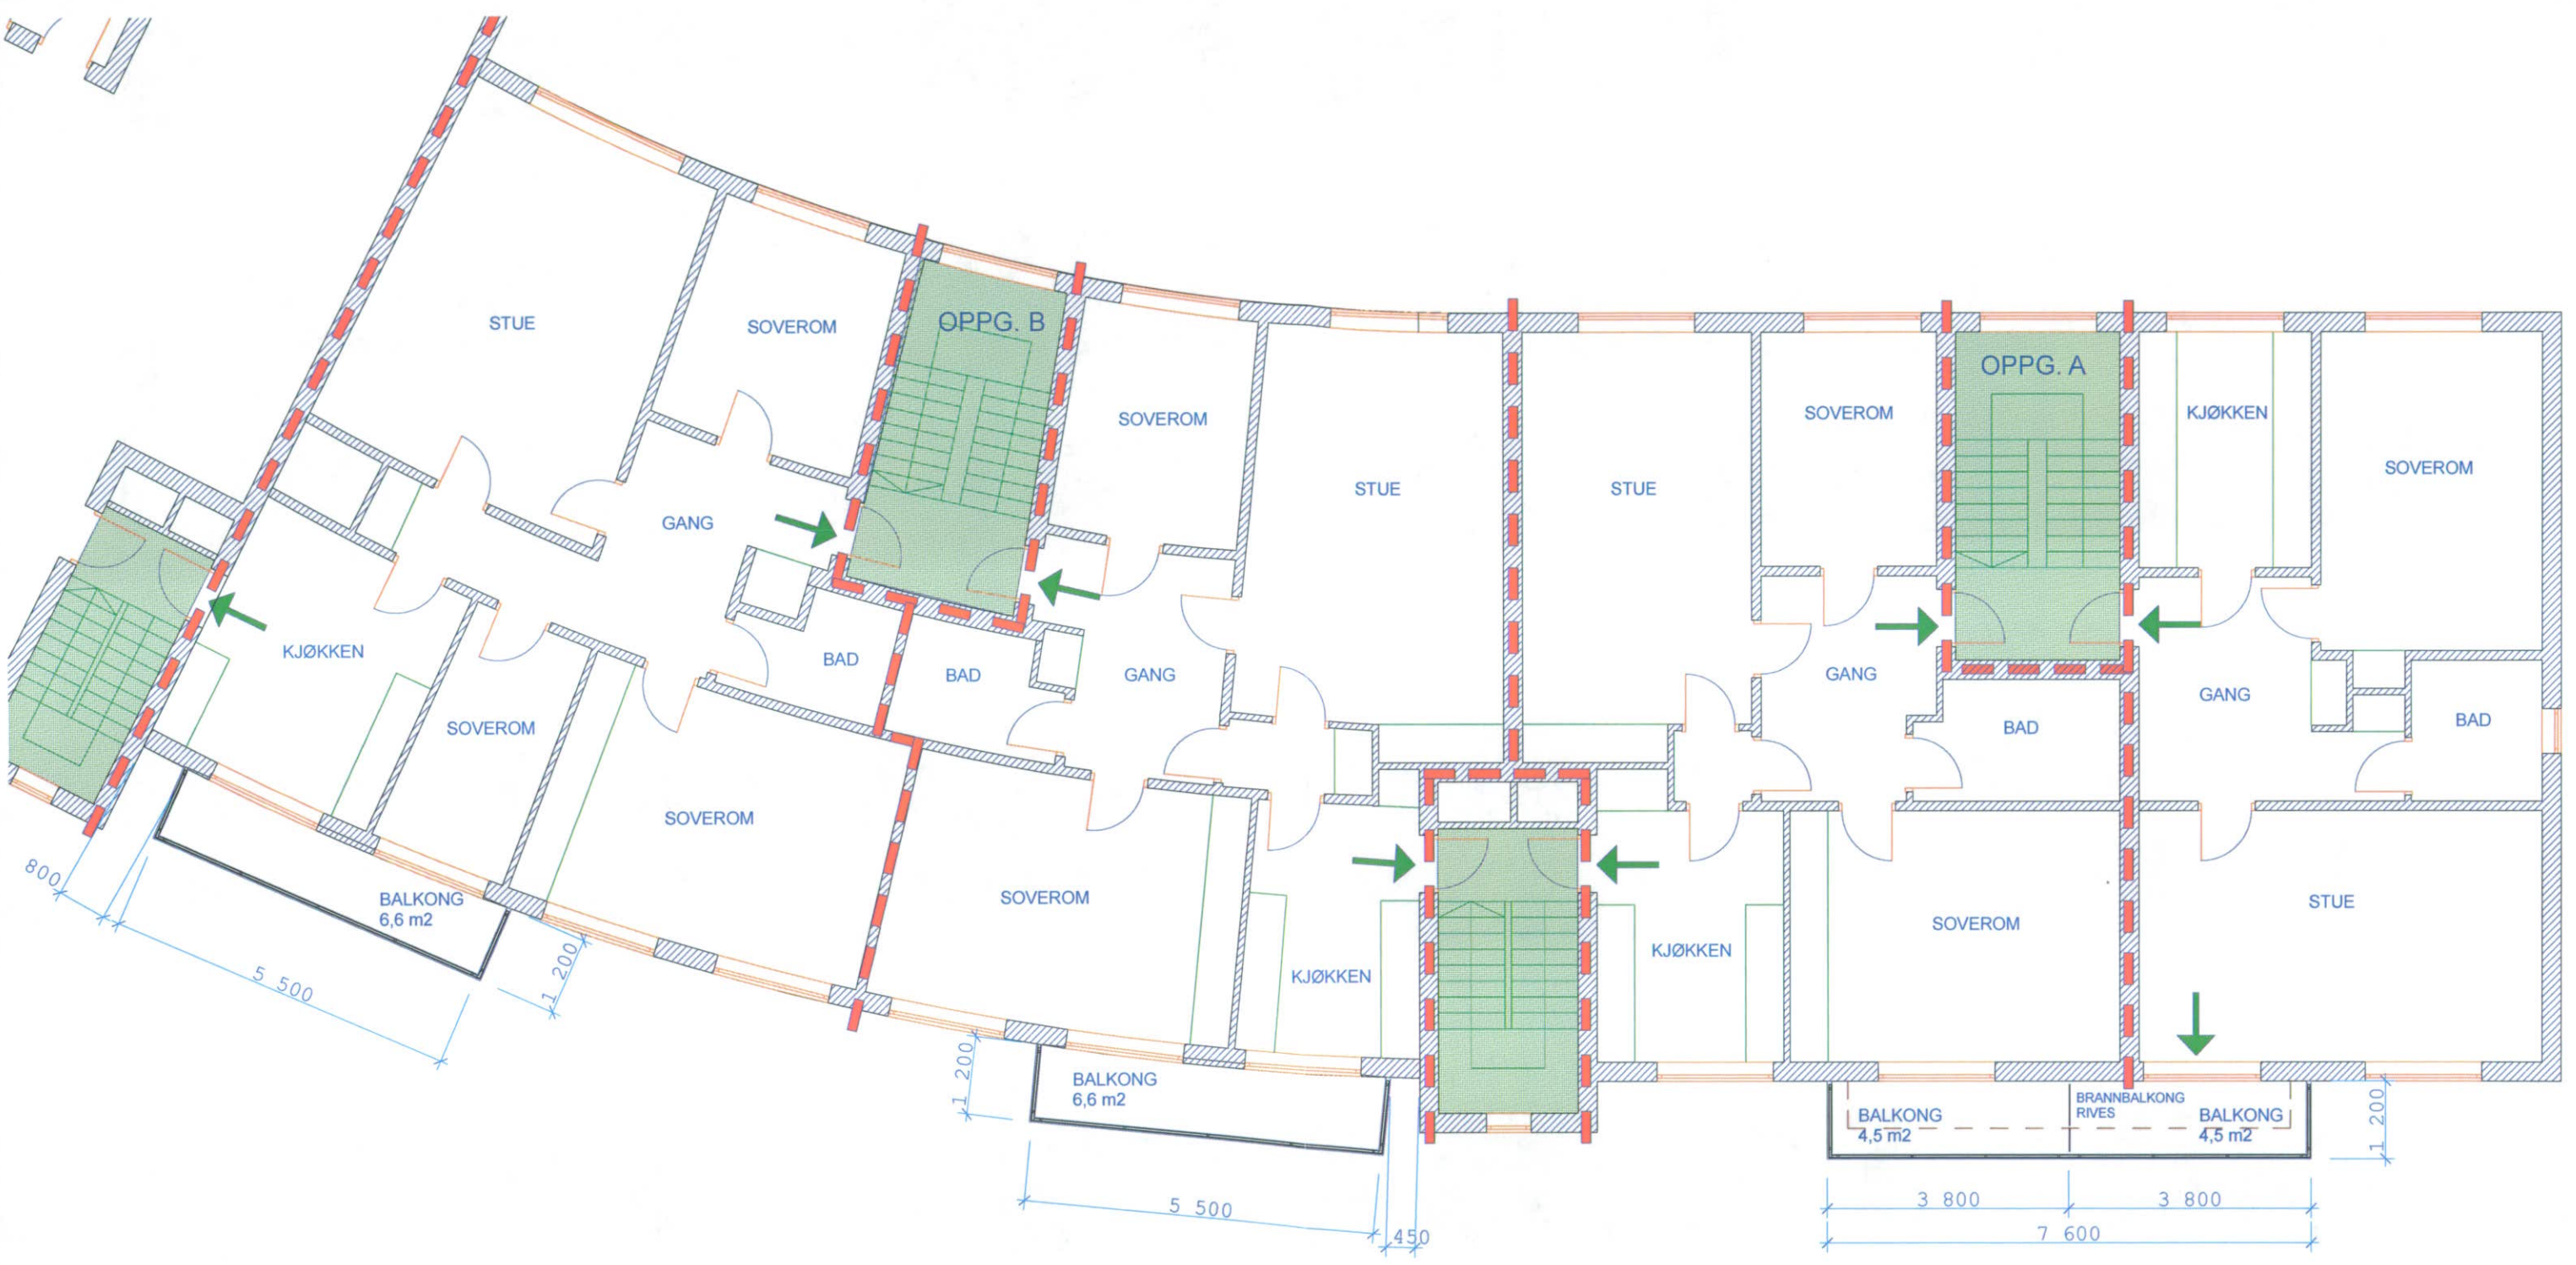 OPPG. B
OPPG. A
STUE
SOVEROM
SOVEROM
STUE
STUE
SOVEROM
KJØKKEN
SOVEROM
GANG
KJØKKEN
SOVEROM
BAD
BAD
GANG
GANG
BAD
GANG
BAD
SOVEROM
SOVEROM
KJØKKEN
KJØKKEN
SOVEROM
STUE
BALKONG
6,6 m2
800
5 500
1 200
BALKONG
6,6 m2
1 200
5 500
450
BALKONG
4,5 m2
BRANNBALKONG
RIVES
BALKONG
4,5 m2
1 200
3 800
3 800
7 600